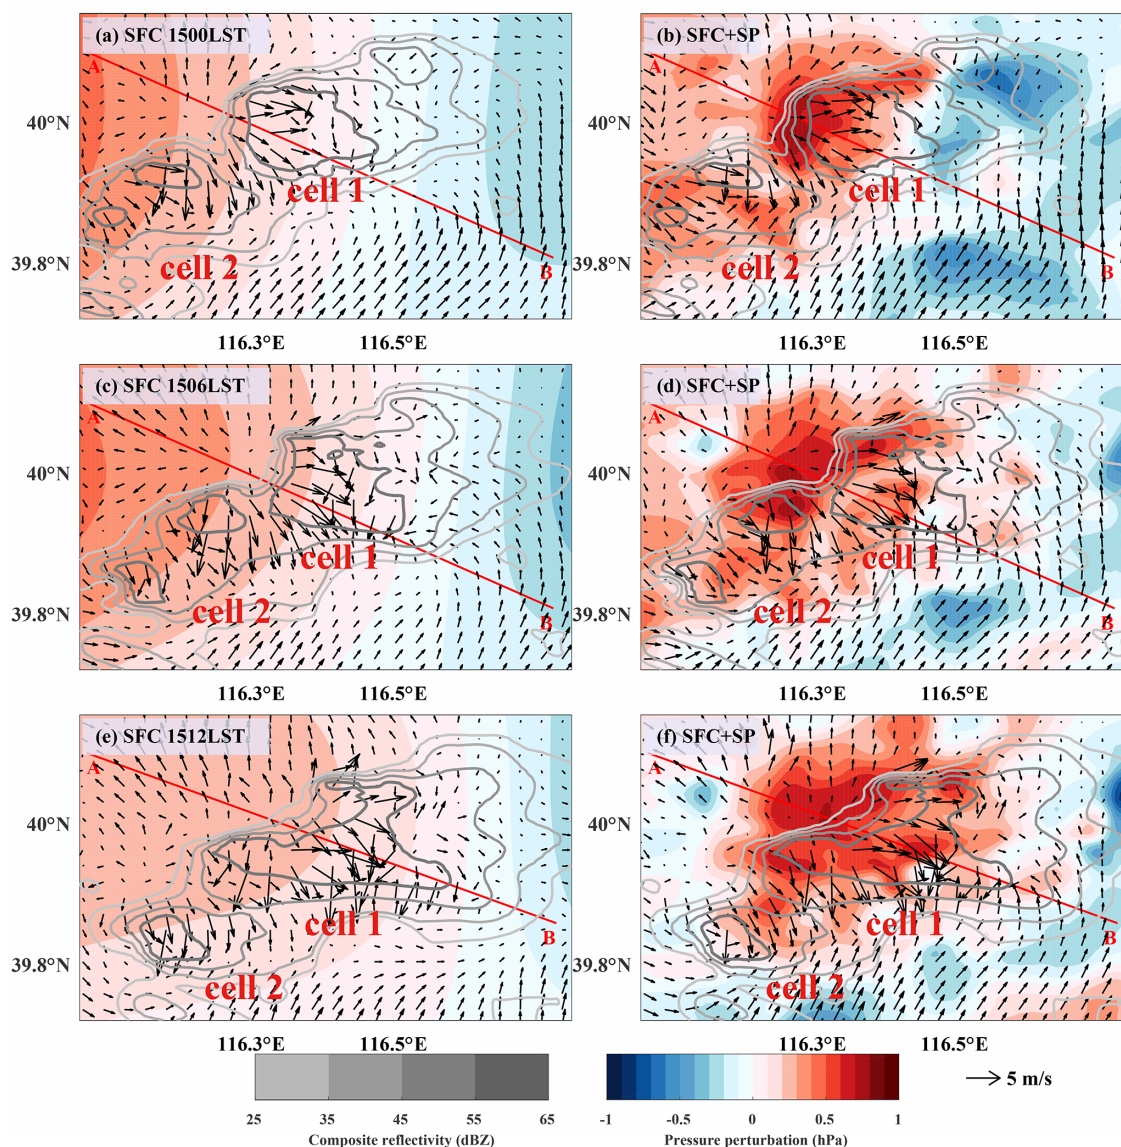 (a) SFC 1500LST
(b) SFC+SP
A
A
40°N
40°N
cell 1
cell 1
cell 2
cell 2
39.8°N
39.8°N
B
B
116.3°E 116.5°E
116.3°E 116.5°E
(c) SFC 1506LST
(d) SFC+SP
A
A
40°N
40°N
cell 1
cell 1
cell 2
cell 2
39.8°N
39.8°N
B
B
116.3°E 116.5°E
116.3°E 116.5°E
(e) SFC 1512LST
(f) SFC+SP
A
A
40°N
40°N
cell 1
cell 1
B
B
39.8°N
39.8°N
cell 2
cell 2
116.3°E 116.5°E
116.3°E 116.5°E
25 35 45 55 65
Composite reflectivity (dBZ)
-1 -0.5 0 0.5 1
Pressure perturbation (hPa)
5 m/s